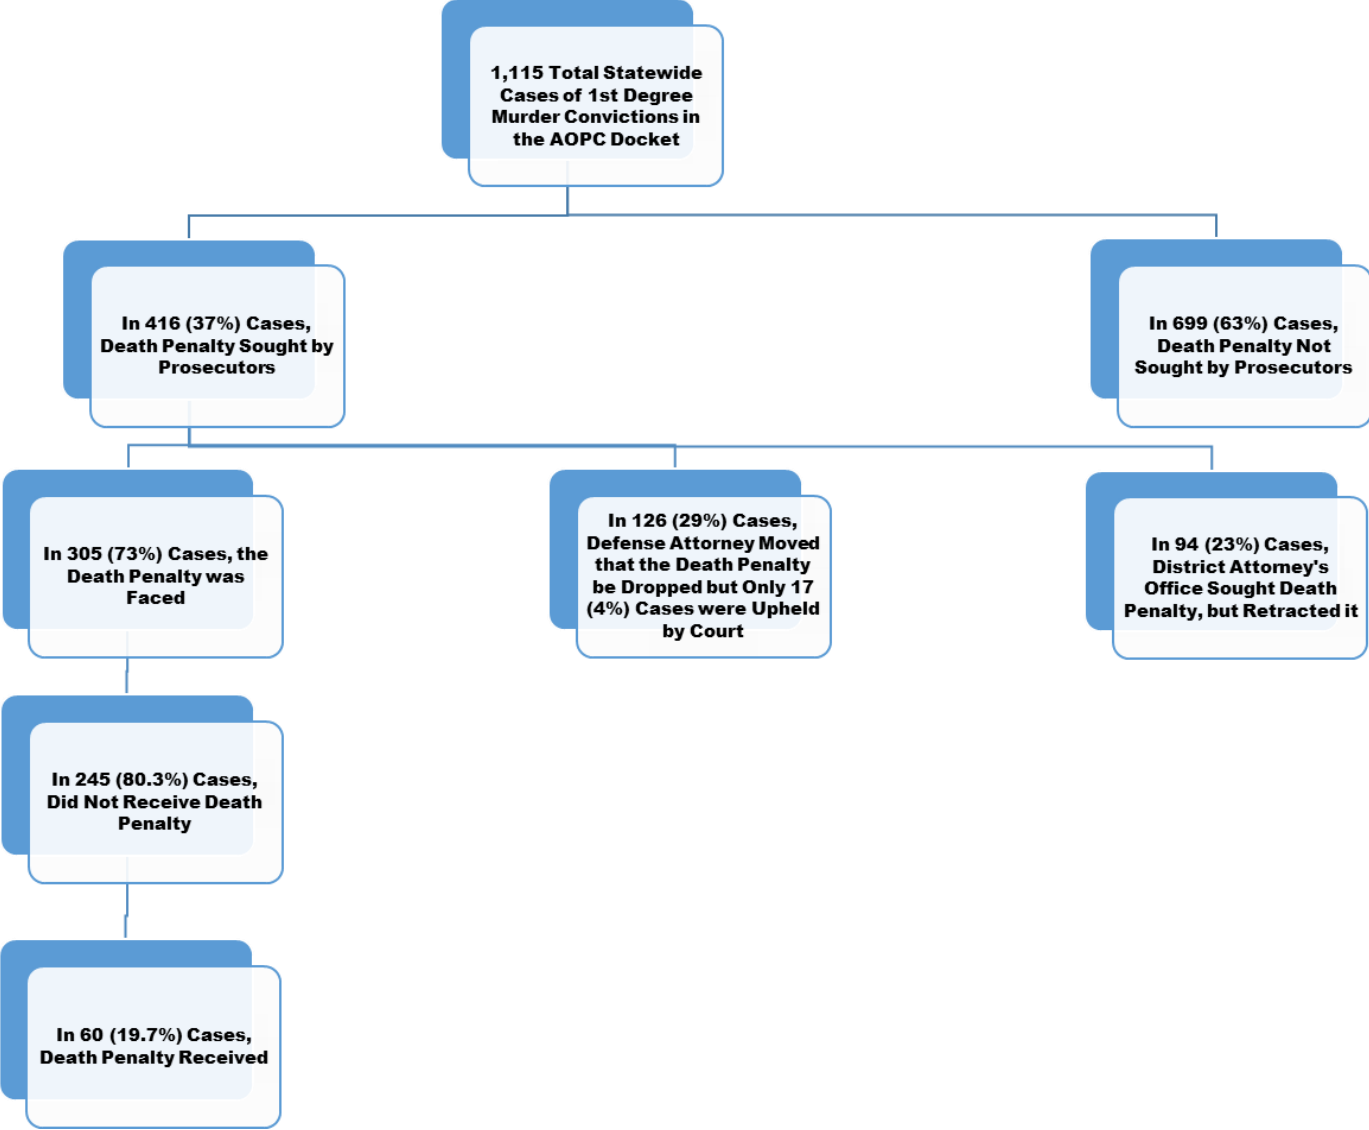 1,115 Total Statewide
Cases of 1st Degree
Murder Convictions in
the AOPC Docket
In 416 (37%) Cases,
Death Penalty Sought by
Prosecutors
In 699 (63%) Cases,
Death Penalty Not
Sought by Prosecutors
In 305 (73%) Cases, the
Death Penalty was
Faced
In 126 (29%) Cases,
Defense Attorney Moved
that the Death Penalty
be Dropped but Only 17
(4%) Cases were Upheld
by Court
In 94 (23%) Cases,
District Attorney's
Office Sought Death
Penalty, but Retracted it
In 245 (80.3%) Cases,
Did Not Receive Death
Penalty
In 60 (19.7%) Cases,
Death Penalty Received